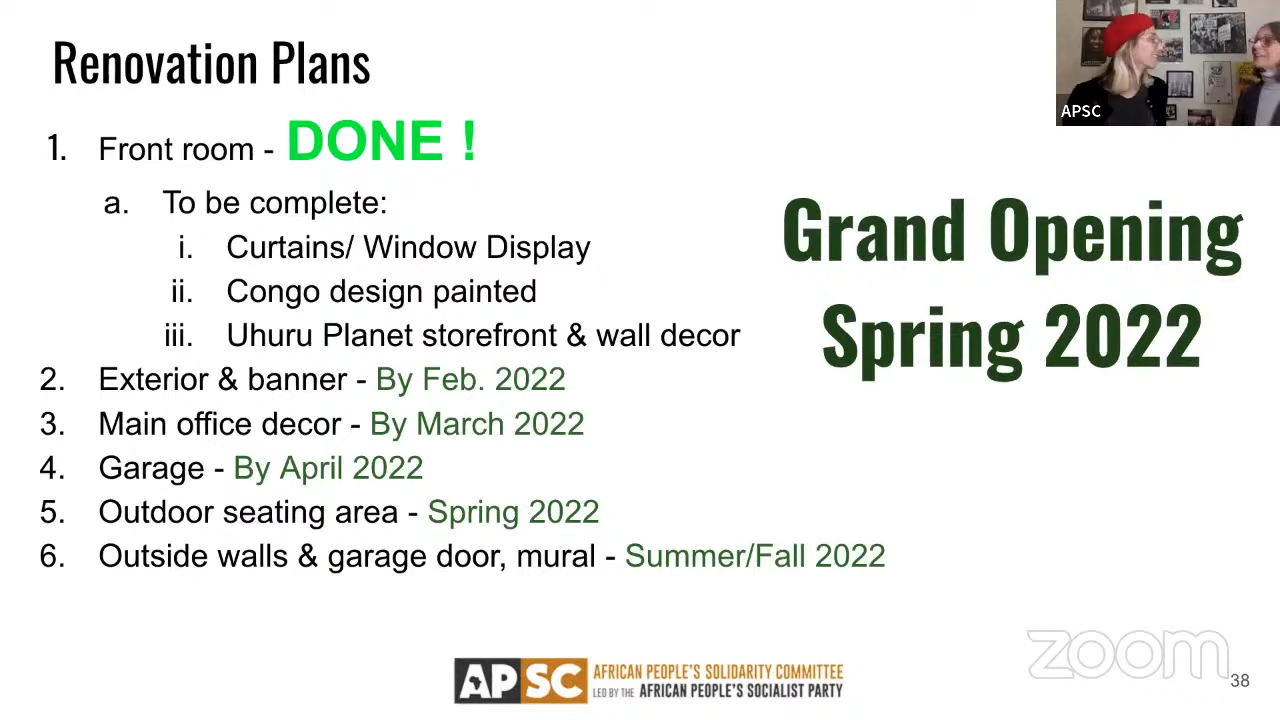 Renovation Plans
APSC
1. Front room - DONE !
a. To be complete:
i. Curtains/ Window Display
ii. Congo design painted
iii. Uhuru Planet storefront & wall decor
2. Exterior & banner - By Feb. 2022
3. Main office decor - By March 2022
4. Garage - By April 2022
5. Outdoor seating area - Spring 2022
6. Outside walls & garage door, mural - Summer/Fall 2022
Grand Opening
Spring 2022
zoom
38
APSC
AFRICAN PEOPLE'S SOLIDARITY COMMITTEE
LED BY THE AFRICAN PEOPLE'S SOCIALIST PARTY